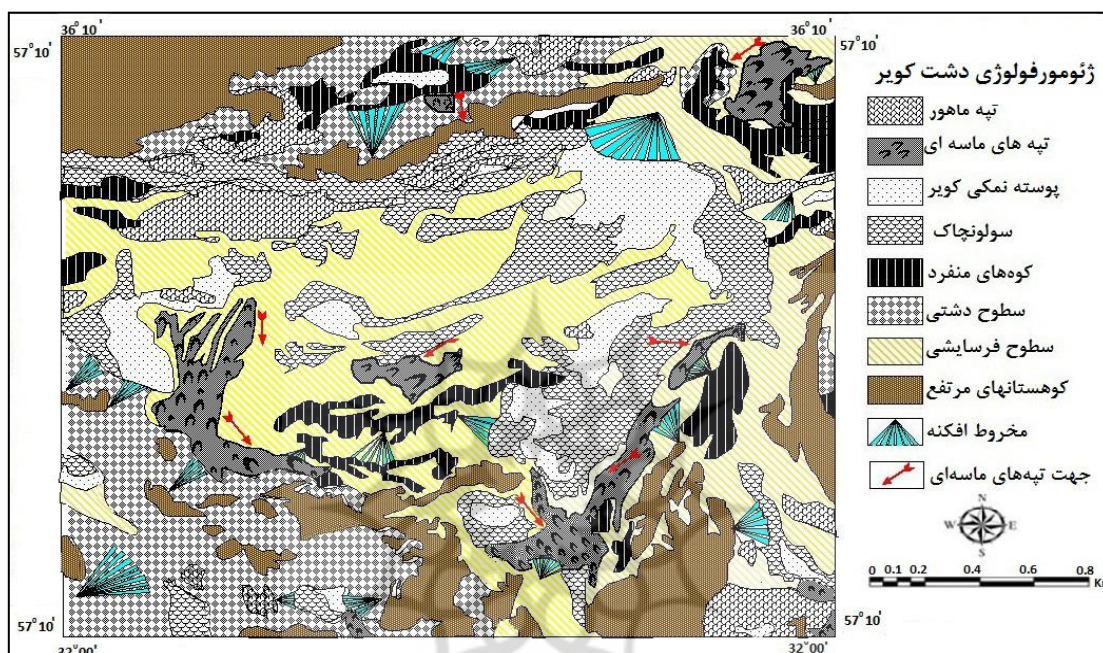 36° 10'
36° 10'
57° 10'
57° 10'
ژئومورفولوژی دشت کویر
تپه ماهور
تپه های ماسه ای
پوسته نمکی کویر
سولونچاک
کوه‌های منفرد
سطوح دشتی
سطوح فرسایشی
کوهستانهای مرتفع
مخروط افکنه
جهت تپه‌های ماسه‌ای
N
W E
S
0 0.1 0.2 0.4 0.6 0.8
Km
57° 10'
57° 10'
32° 00'
32° 00'